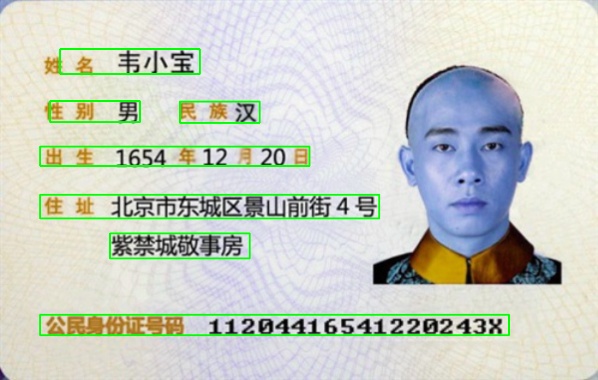 姓名 韦小宝
性别 男 民族 汉
出生 1654 年 12 月 20 日
住址 北京市东城区景山前街 4 号
紫禁城敬事房
公民身份证号码 11204416541220243X